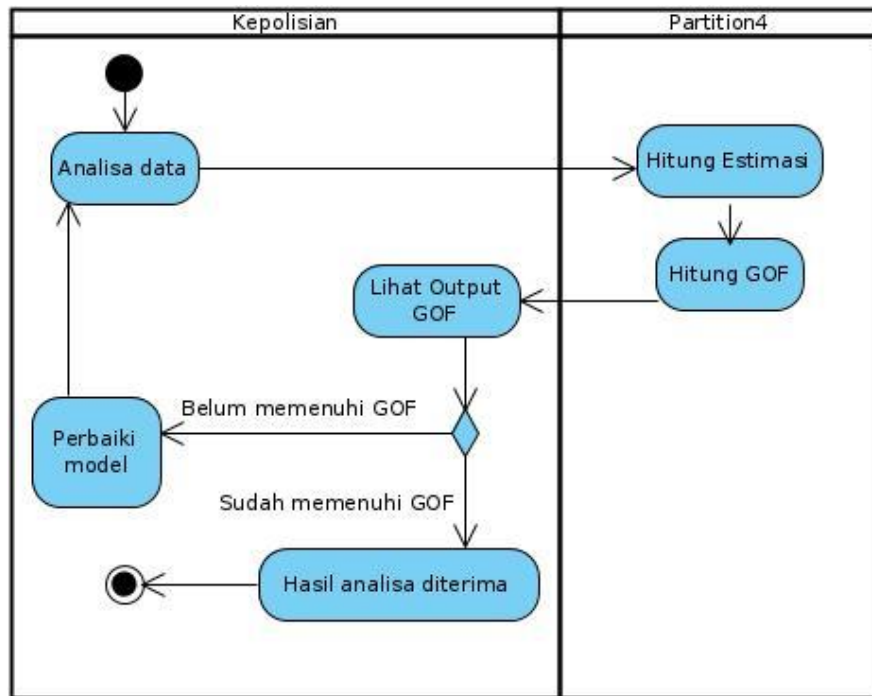 Kepolisian
Partition4
Analisa data
Hitung Estimasi
Hitung GOF
Lihat Output
GOF
Belum memenuhi GOF
Perbaiki
model
Sudah memenuhi GOF
Hasil analisa diterima